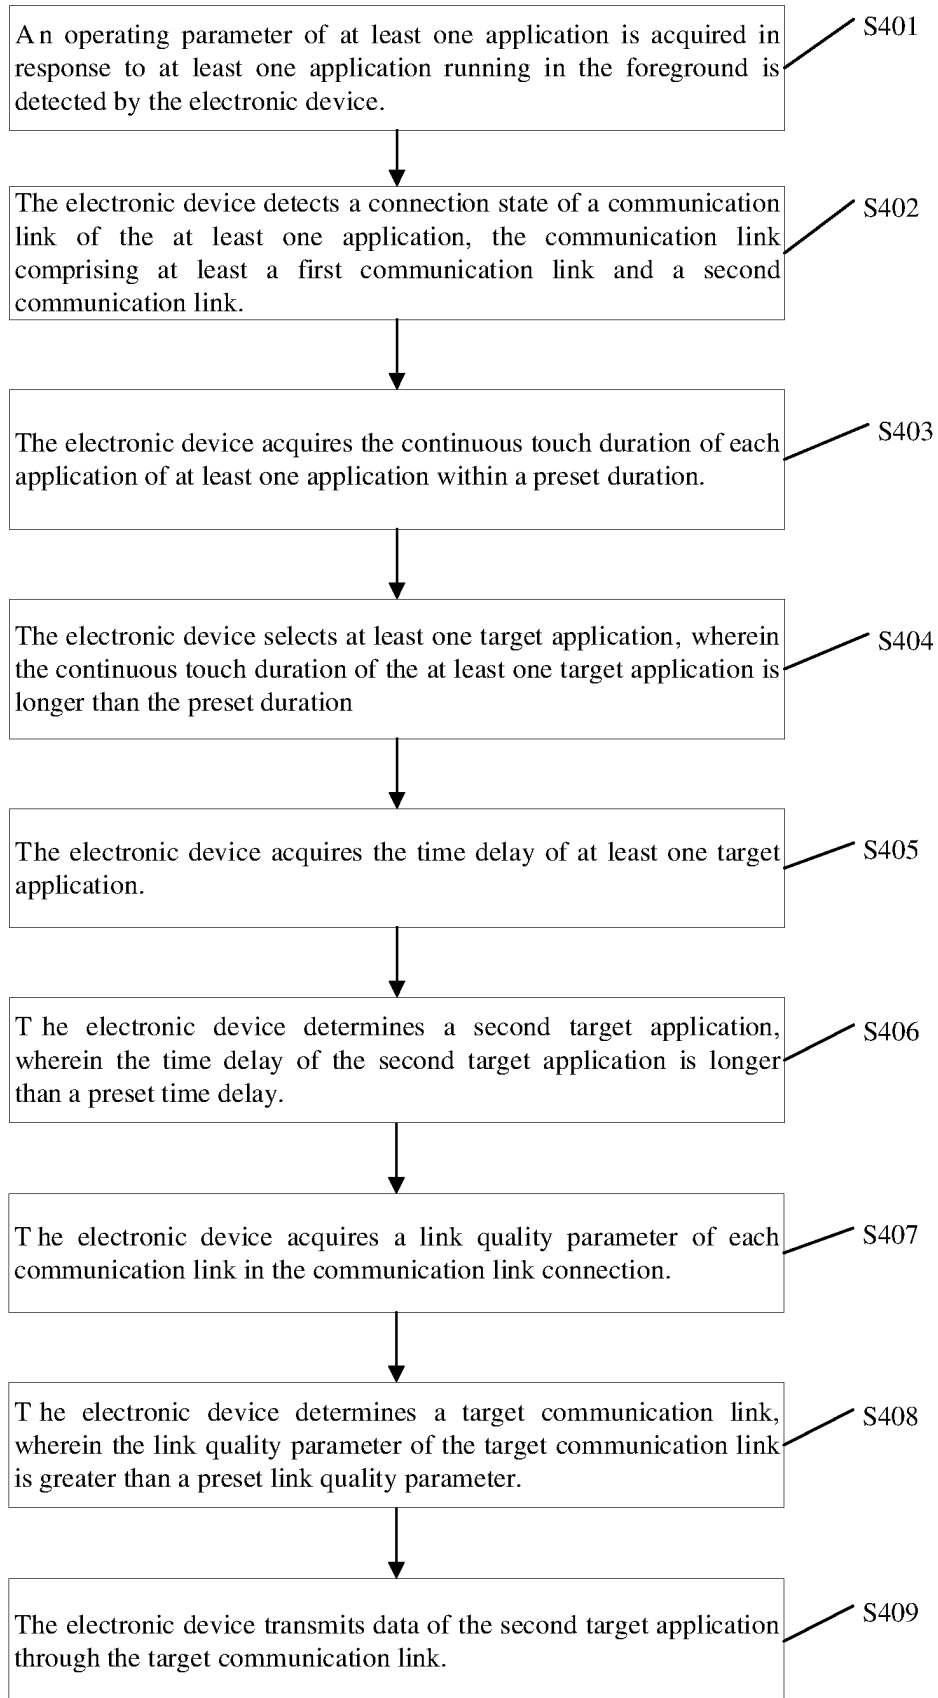 An operating parameter of at least one application is acquired in
response to at least one application running in the foreground is
detected by the electronic device.
S401
The electronic device detects a connection state of a communication
link of the at least one application, the communication link
comprising at least a first communication link and a second
communication link.
S402
The electronic device acquires the continuous touch duration of each
application of at least one application within a preset duration.
S403
The electronic device selects at least one target application, wherein
the continuous touch duration of the at least one target application is
longer than the preset duration
S404
The electronic device acquires the time delay of at least one target
application.
S405
T he electronic device determines a second target application,
wherein the time delay of the second target application is longer
than a preset time delay.
S406
T he electronic device acquires a link quality parameter of each
communication link in the communication link connection.
S407
T he electronic device determines a target communication link,
wherein the link quality parameter of the target communication link
is greater than a preset link quality parameter.
S408
The electronic device transmits data of the second target application
through the target communication link.
S409